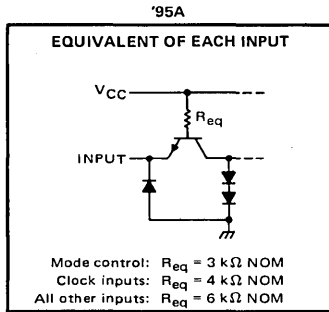 '95A
EQUIVALENT OF EACH INPUT
VCC
Req
INPUT
Mode control: Req = 3 kΩ NOM
Clock inputs: Req = 4 kΩ NOM
All other inputs: Req = 6 kΩ NOM